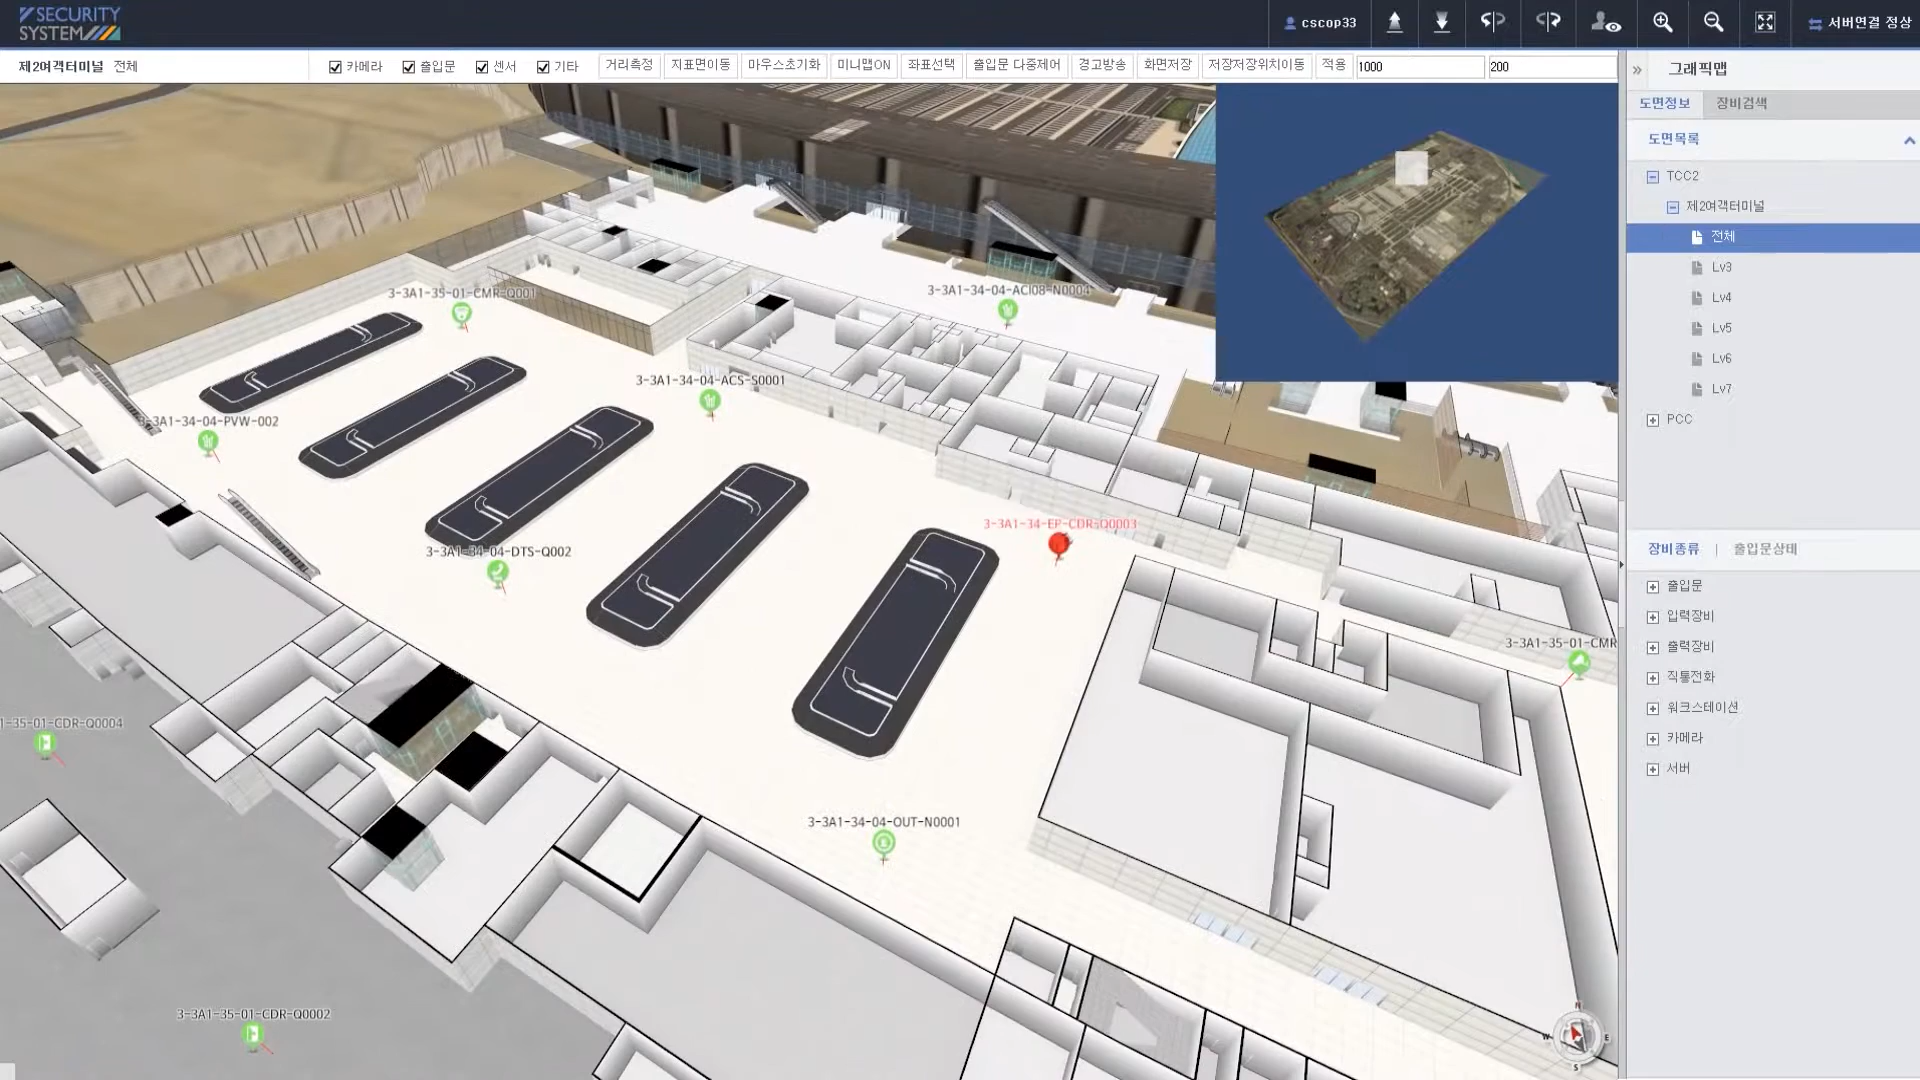 SECURITY
SYSTEM
cscop33
서버연결 정상
제2여객터미널 전체
카메라
출입문
센서
기타
거리측정
지표면이동
마우스초기화
미니맵ON
좌표선택
출입문 다중제어
경고방송
화면저장
저장저장위치이동
적용
1000
200
그래픽맵
도면정보
장비검색
도면목록
TCC2
제2여객터미널
전체
Lv3
Lv4
Lv5
Lv6
Lv7
PCC
장비종류
출입문상태
출입문
입력장비
출력장비
직통전화
워크스테이션
카메라
서버
3-3A1-35-01-CMR-Q001
3-3A1-34-04-ACI08-N0004
3-3A1-34-04-ACS-S0001
3-3A1-34-04-PVW-002
3-3A1-34-EP-CDR-Q0003
3-3A1-34-04-DTS-Q002
3-3A1-35-01-CMR
1-35-01-CDR-Q0004
3-3A1-34-04-OUT-N0001
3-3A1-35-01-CDR-Q0002
N
W
E
S